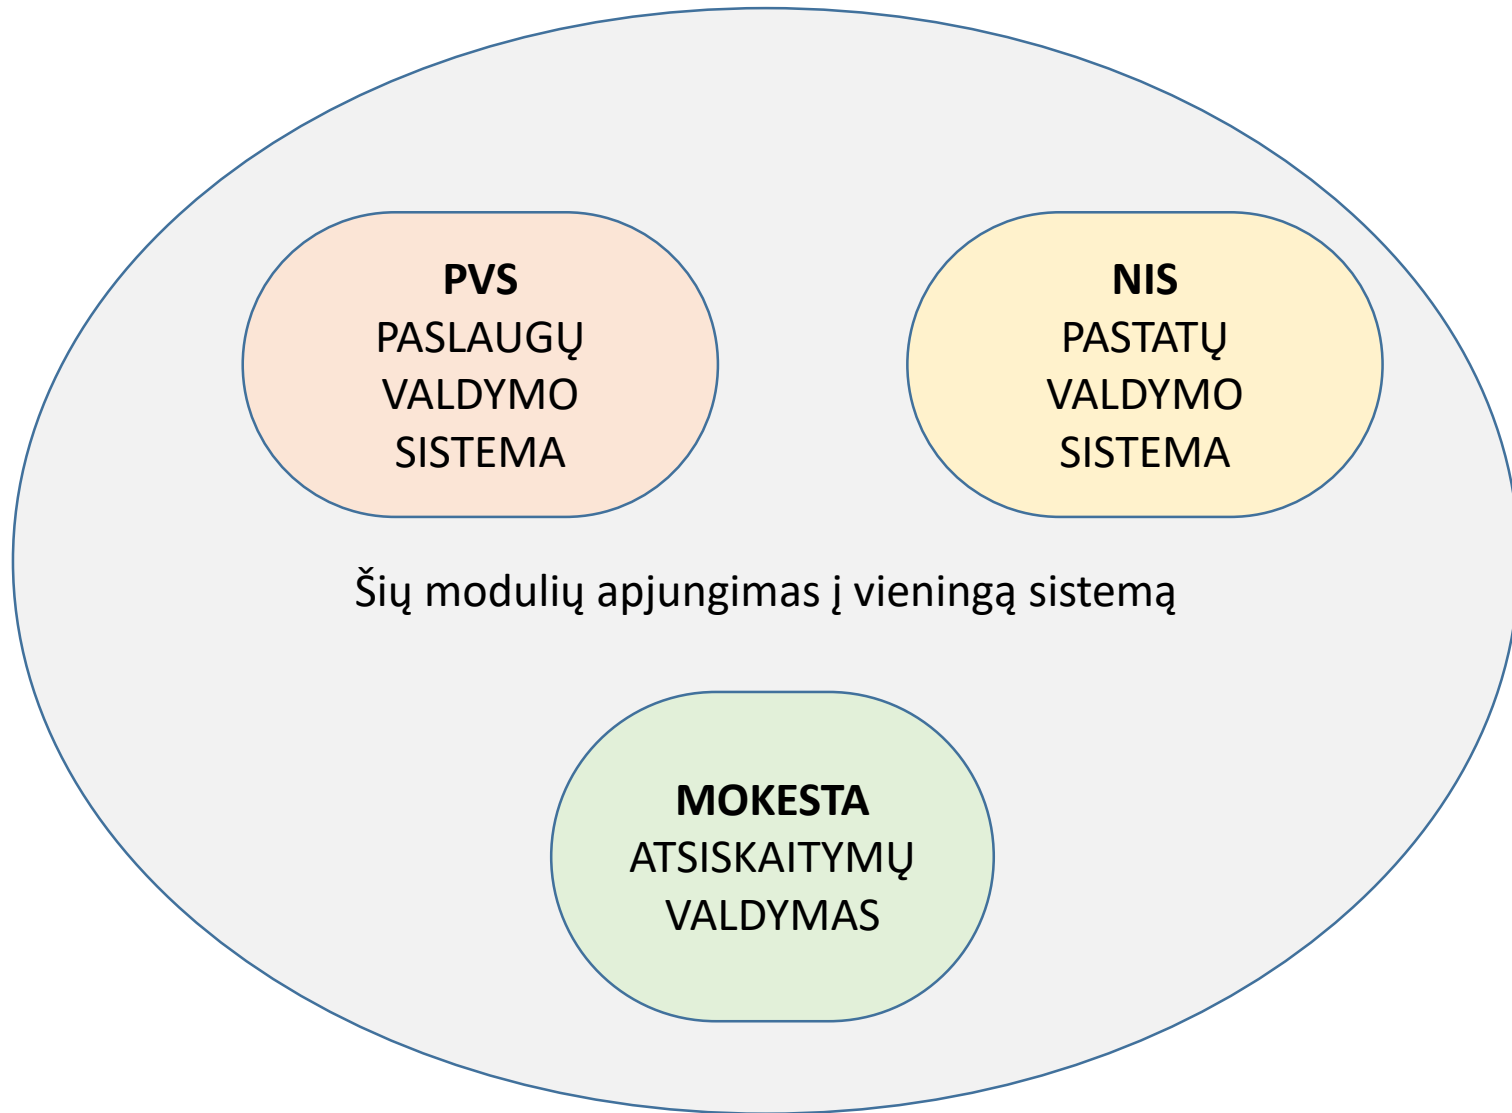 PVS
PASLAUGŲ
VALDYMO
SISTEMA
NIS
PASTATŲ
VALDYMO
SISTEMA
Šių modulių apjungimas į vieningą sistemą
MOKESTA
ATSISKAITYMŲ
VALDYMAS